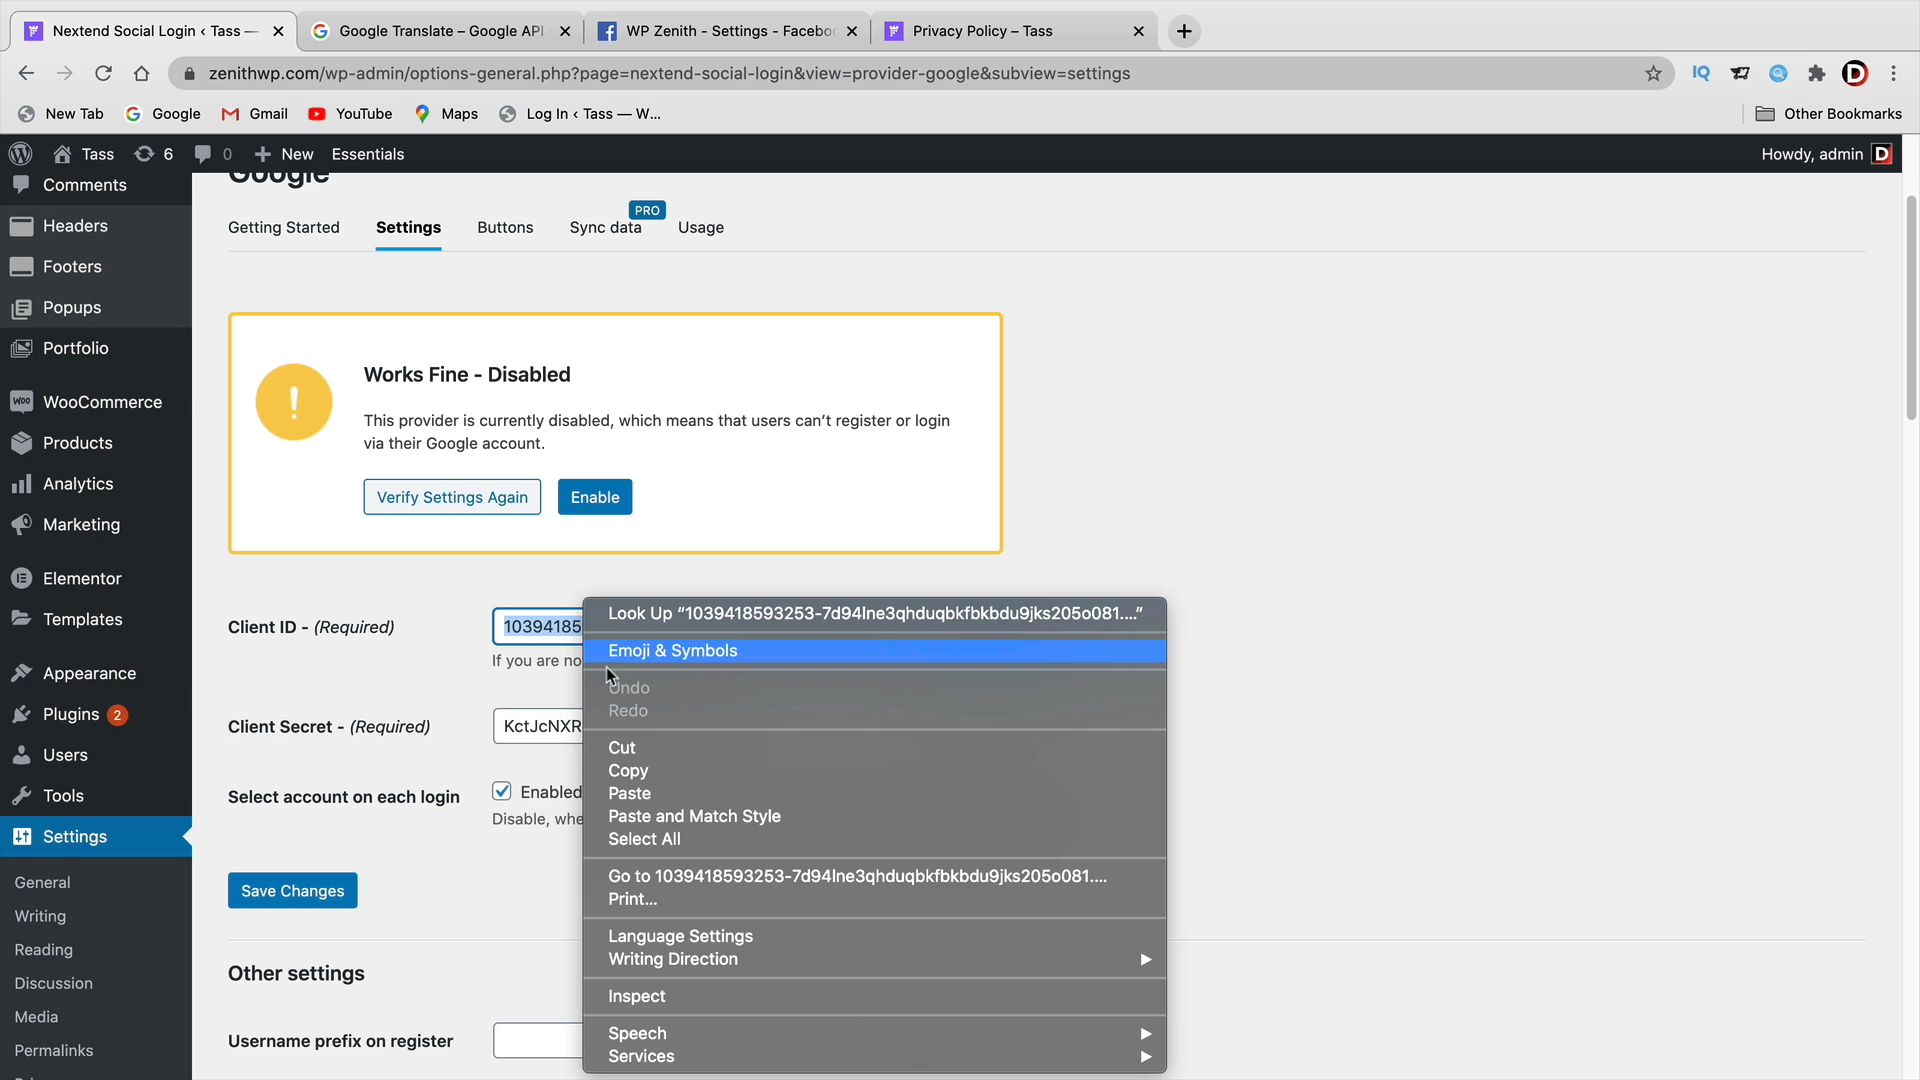 Nextend Social Login ‹ Tass —
Google Translate – Google API
WP Zenith - Settings - Facebo
Privacy Policy – Tass
zenithwp.com/wp-admin/options-general.php?page=nextend-social-login&view=provider-google&subview=settings
IQ
New Tab
Google
Gmail
YouTube
Maps
Log In ‹ Tass — W...
Other Bookmarks
Tass
6
0
New
Essentials
Howdy, admin
Comments
Headers
Footers
Popups
Portfolio
WooCommerce
Products
Analytics
Marketing
Elementor
Templates
Appearance
Plugins 2
Users
Tools
Settings
General
Writing
Reading
Discussion
Media
Permalinks
Google
Getting Started
Settings
Buttons
Sync data
PRO
Usage
Works Fine - Disabled
This provider is currently disabled, which means that users can't register or login
via their Google account.
Verify Settings Again
Enable
Client ID - (Required)
10394185
If you are no
Client Secret - (Required)
KctJcNXR
Select account on each login
Enabled
Disable, whe
Save Changes
Other settings
Username prefix on register
Look Up “1039418593253-7d94lne3qhduqbkfbkbdu9jks205o081....”
Emoji & Symbols
Undo
Redo
Cut
Copy
Paste
Paste and Match Style
Select All
Go to 1039418593253-7d94lne3qhduqbkfbkbdu9jks205o081....
Print...
Language Settings
Writing Direction
Inspect
Speech
Services